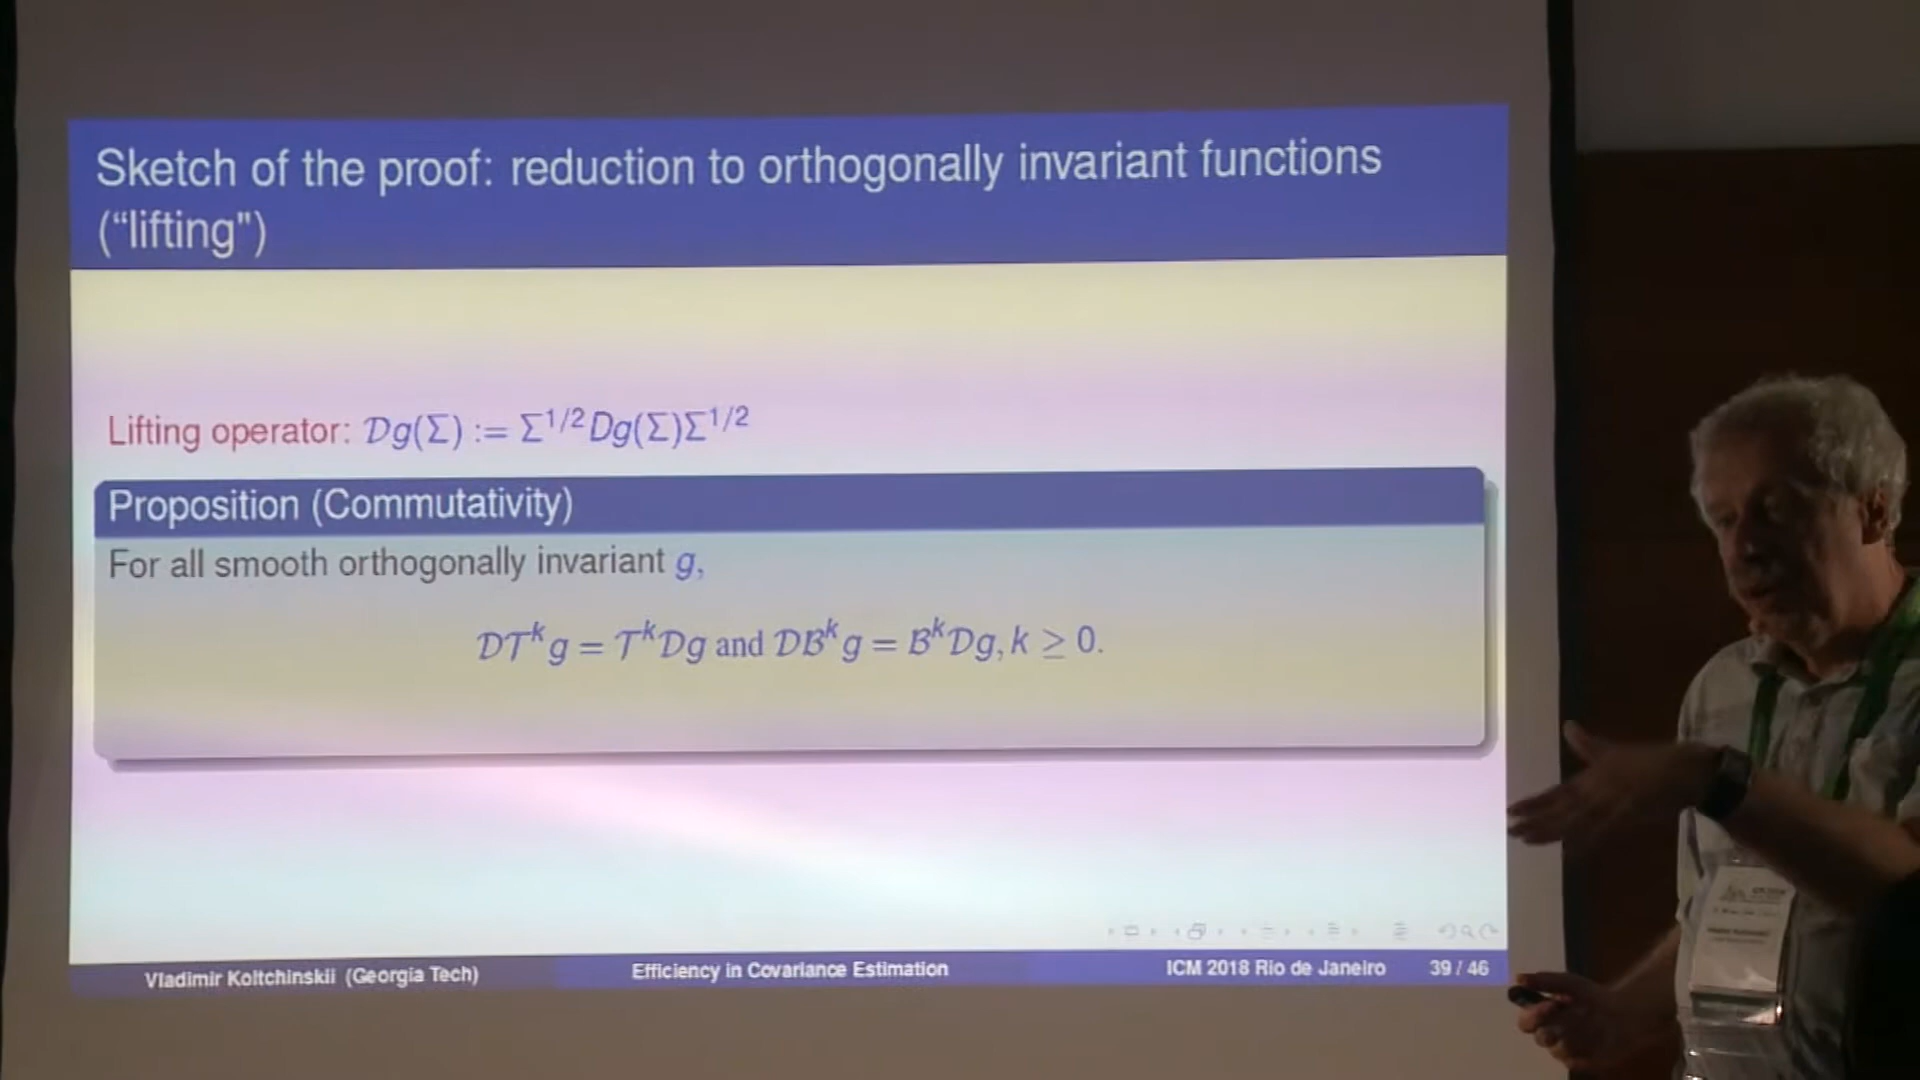 Sketch of the proof: reduction to orthogonally invariant functions
("lifting")
Lifting operator: 𝒟g(Σ) := Σ^{1/2}Dg(Σ)Σ^{1/2}
Proposition (Commutativity)
For all smooth orthogonally invariant g,
𝒟𝒯^k g = 𝒯^k 𝒟g and 𝒟ℬ^k g = ℬ^k 𝒟g, k ≥ 0.
Vladimir Koltchinskii (Georgia Tech) Efficiency in Covariance Estimation ICM 2018 Rio de Janeiro 39 / 46